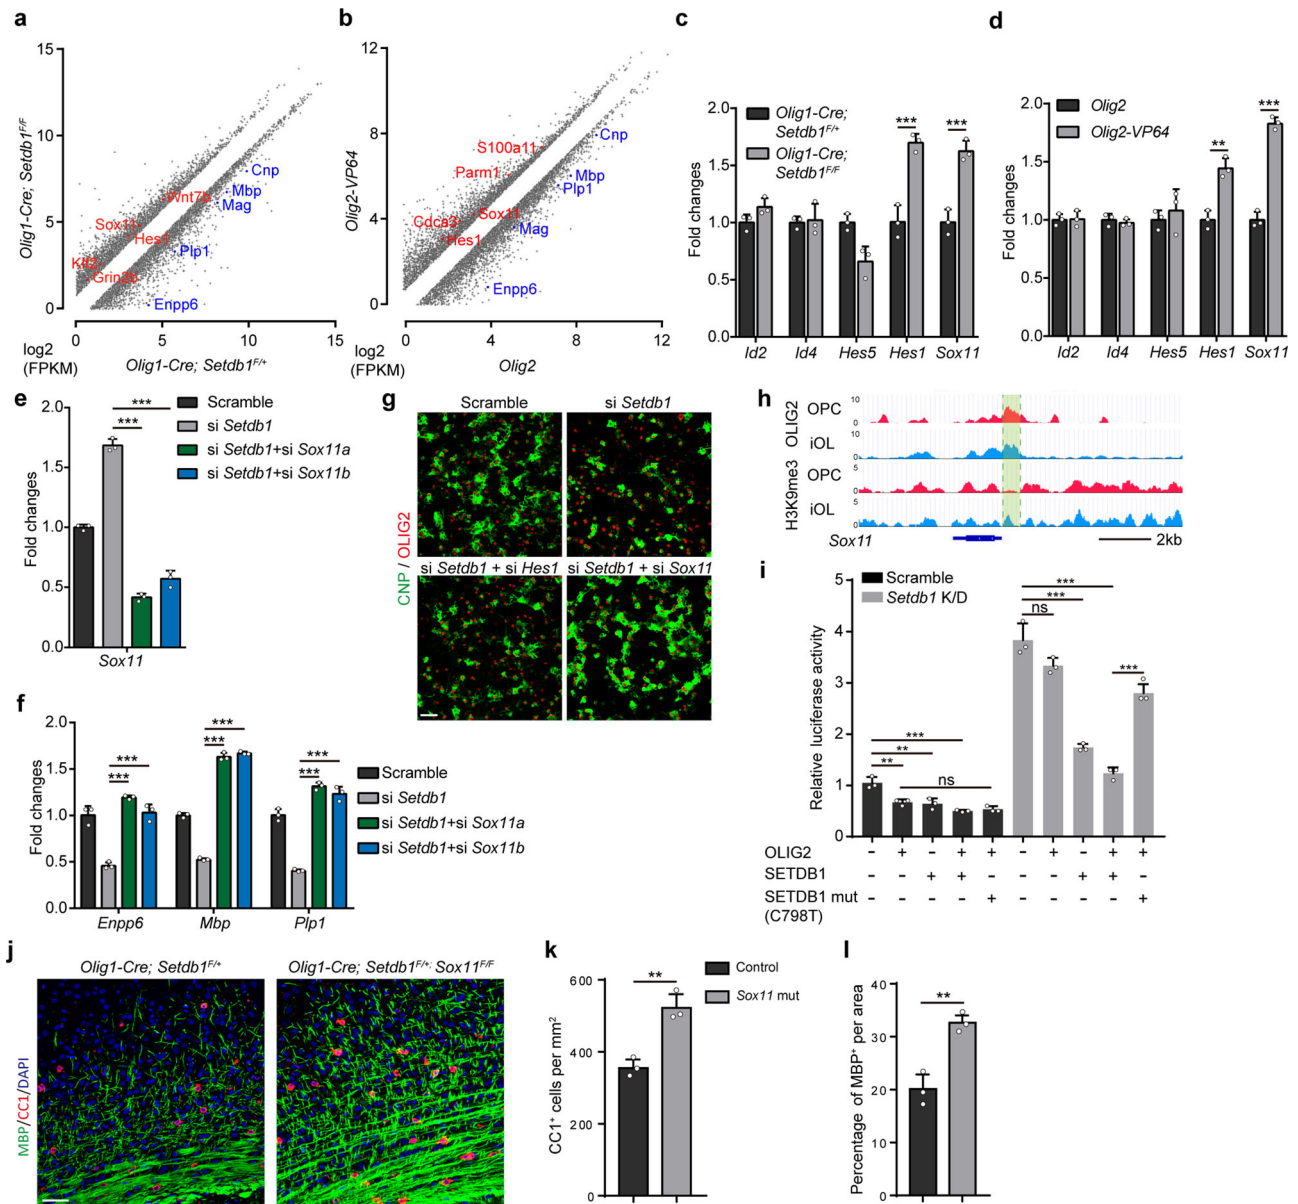 a
15
10
5
0
Olig1-Cre; Setdb1F/F
Wnt7b
Sox11
Hes1
Klf2
Grin2b
Cnp
Mbp
Mag
Plp1
Enpp6
0 5 10 15
log2
(FPKM)
Olig1-Cre; Setdb1F/+
b
12
8
4
0
Olig2-VP64
S100a11
Parm1
Cdca3
Sox11
Hes1
Cnp
Mbp
Plp1
Mag
Enpp6
0 4 8 12
log2
(FPKM)
Olig2
c
Fold changes
2.0
1.5
1.0
0.5
0.0
Olig1-Cre;
Setdb1F/+
Olig1-Cre;
Setdb1F/F
*** ***
Id2 Id4 Hes5 Hes1 Sox11
d
Fold changes
2.0
1.5
1.0
0.5
0.0
Olig2
Olig2-VP64
** ***
Id2 Id4 Hes5 Hes1 Sox11
e
Fold changes
2.0
1.5
1.0
0.5
0.0
***
***
Scramble
si Setdb1
si Setdb1+si Sox11a
si Setdb1+si Sox11b
Sox11
f
Fold changes
2.0
1.5
1.0
0.5
0.0
*** *** ***
*** *** ***
Scramble
si Setdb1
si Setdb1+si Sox11a
si Setdb1+si Sox11b
Enpp6 Mbp Plp1
g
Scramble si Setdb1
si Setdb1 + si Hes1 si Setdb1 + si Sox11
CNP / OLIG2
h
OLIG2
OPC
10
0
iOL
10
0
H3K9me3
OPC
5
0
iOL
5
0
Sox11
2kb
i
Relative luciferase activity
5
4
3
2
1
0
Scramble
Setdb1 K/D
***
**
**
ns
***
***
ns
***
OLIG2 - + - + + - + - + +
SETDB1 - - + + - - - + + -
SETDB1 mut - - - - + - - - - +
(C798T)
j
Olig1-Cre; Setdb1F/+
Olig1-Cre; Setdb1F/+; Sox11F/F
MBP/CC1/DAPI
k
CC1+ cells per mm2
600
400
200
0
**
Control
Sox11 mut
l
Percentage of MBP+ per area
40
30
20
10
0
**